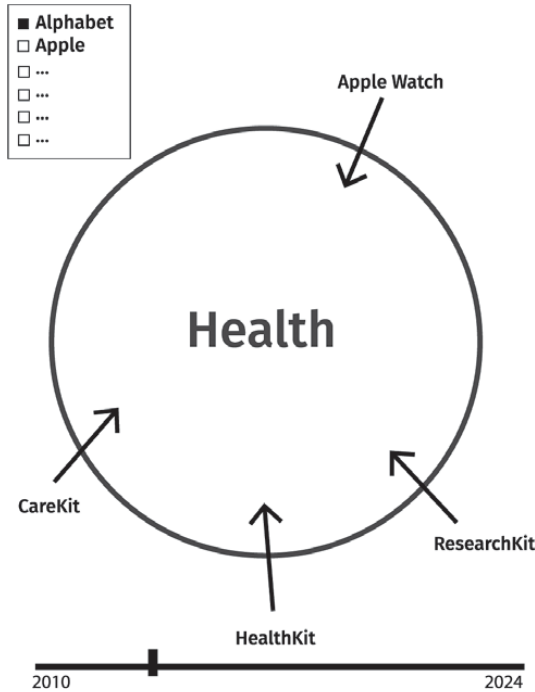 Alphabet
Apple
...
...
...
...
Apple Watch
Health
CareKit
ResearchKit
HealthKit
2010
2024